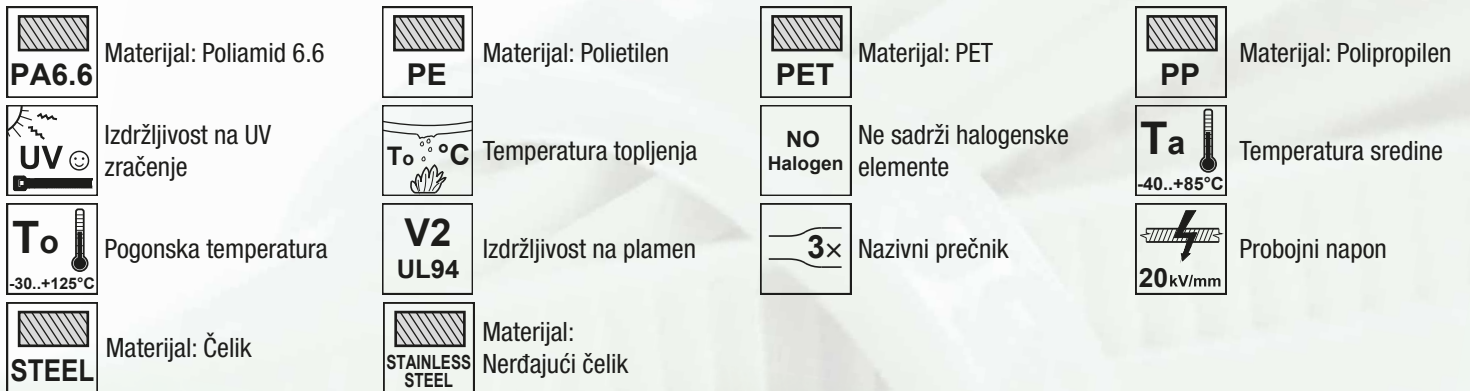 PA6.6
Materijal: Poliamid 6.6
PE
Materijal: Polietilen
PET
Materijal: PET
PP
Materijal: Polipropilen
UV
Izdržljivost na UV
zračenje
To °C
Temperatura topljenja
NO
Halogen
Ne sadrži halogenske
elemente
Ta
-40..+85°C
Temperatura sredine
To
-30..+125°C
Pogonska temperatura
V2
UL94
Izdržljivost na plamen
3×
Nazivni prečnik
20 kV/mm
Probojni napon
STEEL
Materijal: Čelik
STAINLESS
STEEL
Materijal:
Nerđajući čelik